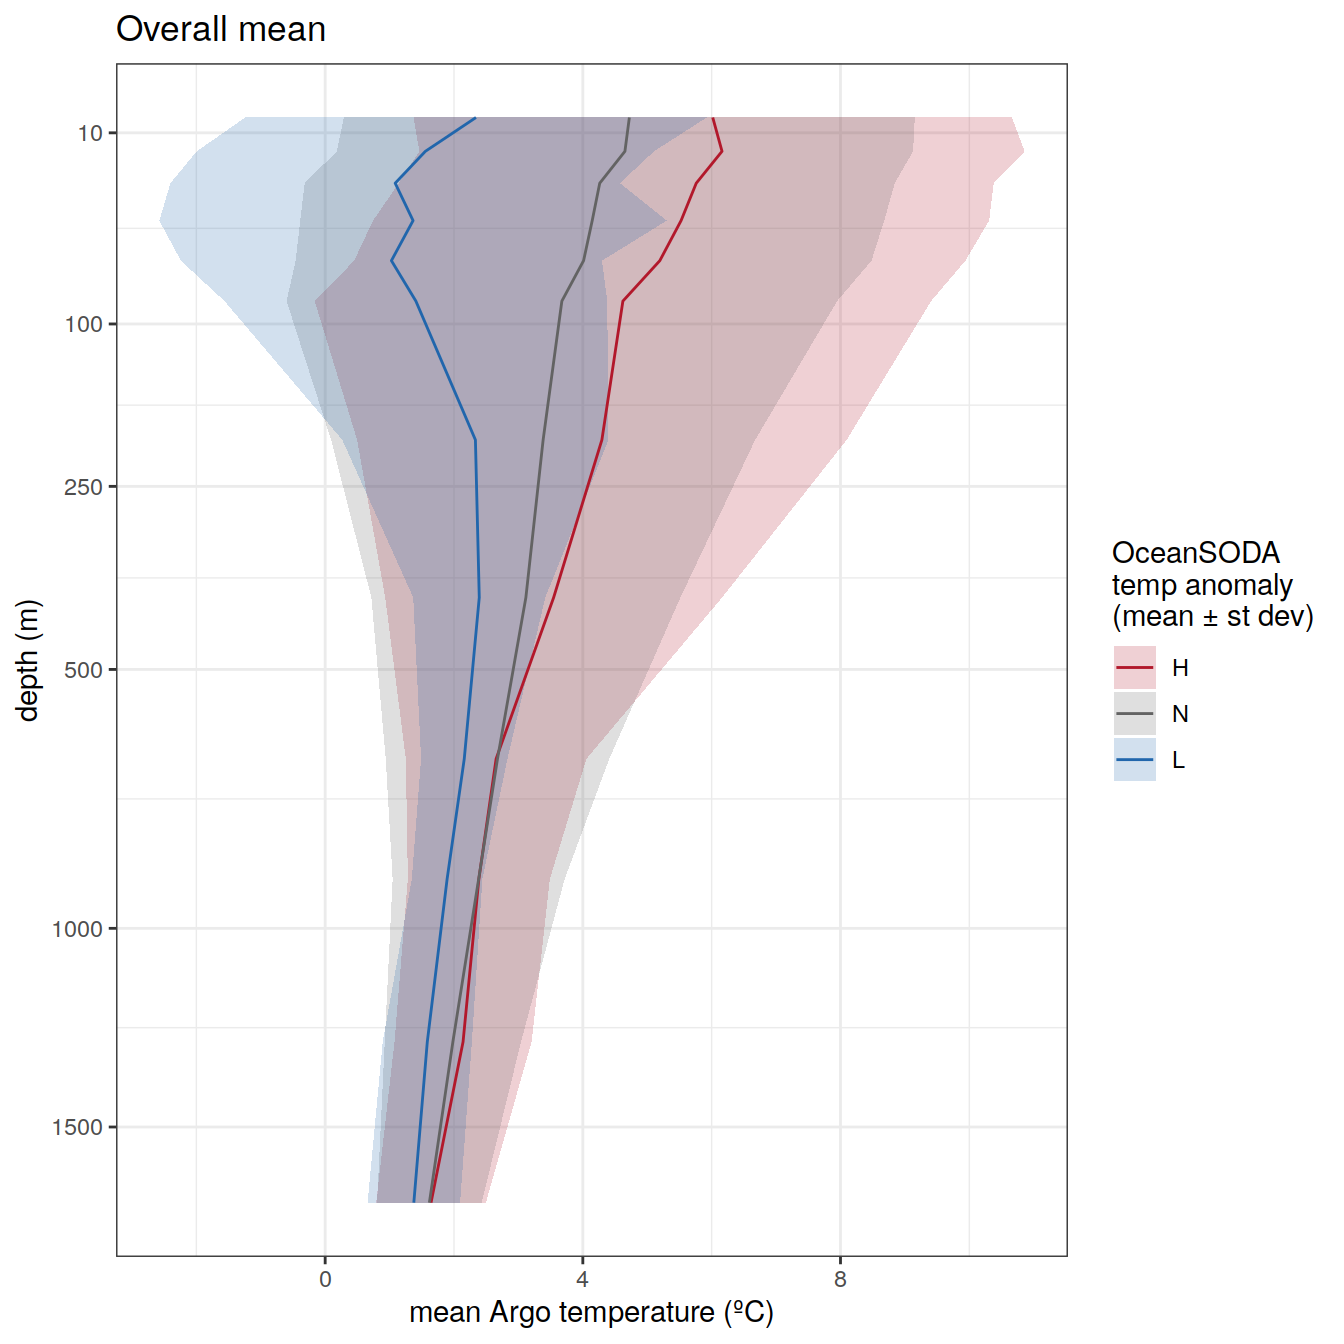 Overall mean
10
100
250
500
1000
1500
depth (m)
0
4
8
mean Argo temperature (ºC)
OceanSODA
temp anomaly
(mean ± st dev)
H
N
L